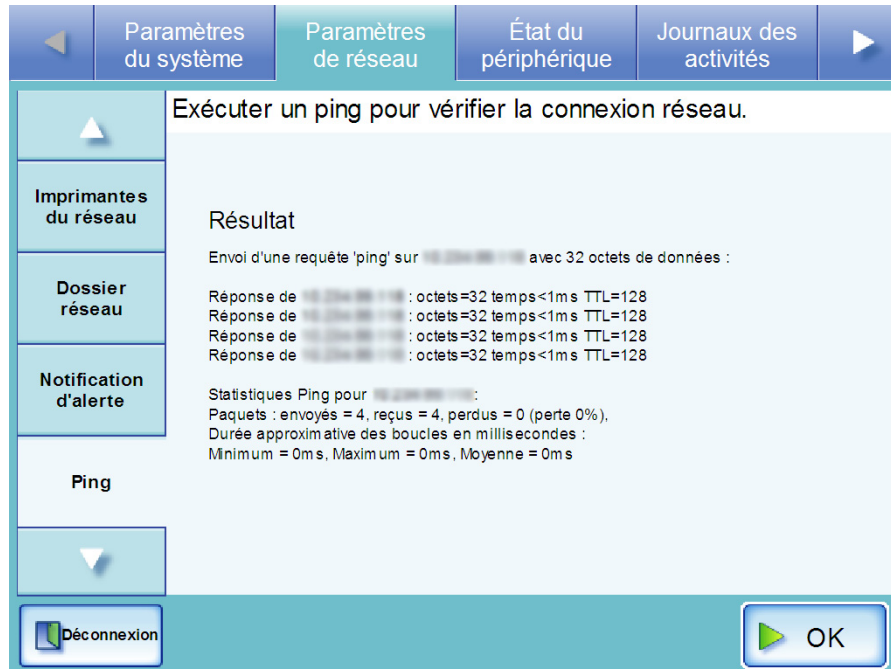 Paramètres
du système
Paramètres
de réseau
État du
périphérique
Journaux des
activités
Exécuter un ping pour vérifier la connexion réseau.
Imprimantes
du réseau
Dossier
réseau
Notification
d'alerte
Ping
Résultat
Envoi d'une requête 'ping' sur avec 32 octets de données :
Réponse de : octets=32 temps<1ms TTL=128
Réponse de : octets=32 temps<1ms TTL=128
Réponse de : octets=32 temps<1ms TTL=128
Réponse de : octets=32 temps<1ms TTL=128
Statistiques Ping pour :
Paquets : envoyés = 4, reçus = 4, perdus = 0 (perte 0%),
Durée approximative des boucles en millisecondes :
Minimum = 0ms, Maximum = 0ms, Moyenne = 0ms
Déconnexion
OK